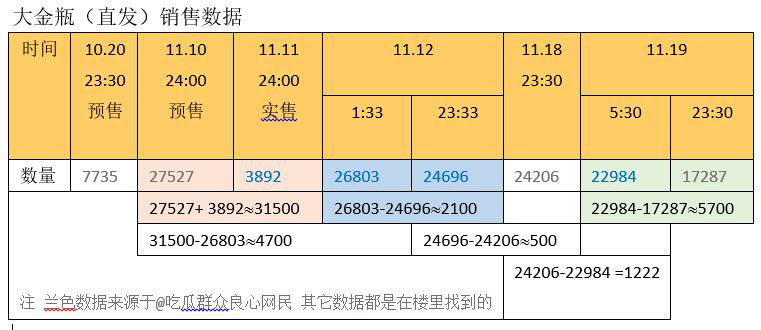 大金瓶（直发）销售数据
时间 10.20 11.10 11.11 11.12 11.18 11.19
23:30 24:00 24:00 23:30
预售 预售 实售 1:33 23:33 5:30 23:30
数量 7735 27527 3892 26803 24696 24206 22984 17287
27527+ 3892≈31500 26803-24696≈2100 22984-17287≈5700
31500-26803≈4700 24696-24206≈500
24206-22984 =1222
注 兰色数据来源于@吃瓜群众良心网民 其它数据都是在楼里找到的